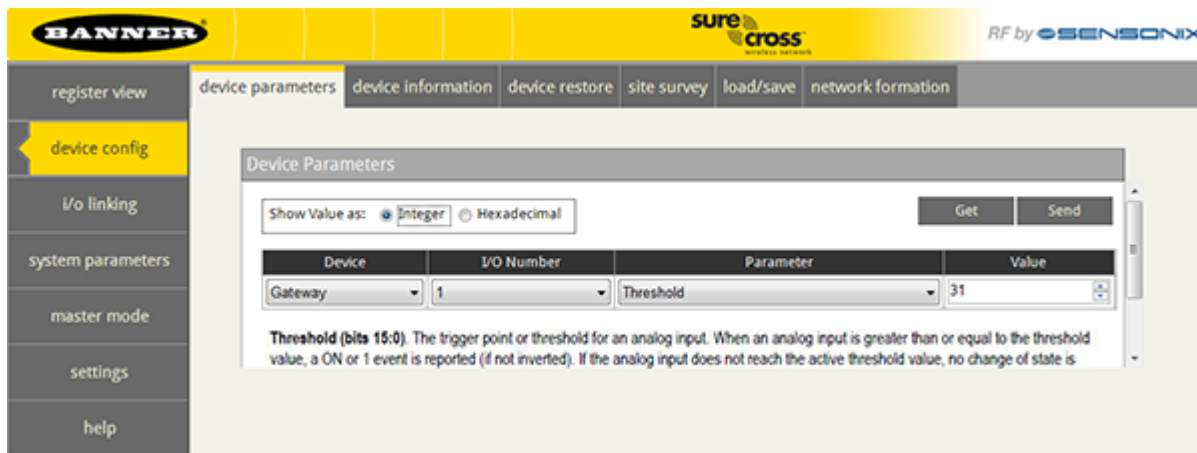 BANNER
sure cross
wireless network
RF by SENSONIX
register view
device config
i/o linking
system parameters
master mode
settings
help
device parameters device information device restore site survey load/save network formation
Device Parameters
Show Value as: Integer Hexadecimal Get Send
Device I/O Number Parameter Value
Gateway 1 Threshold 31
Threshold (bits 15:0). The trigger point or threshold for an analog input. When an analog input is greater than or equal to the threshold
value, a ON or 1 event is reported (if not inverted). If the analog input does not reach the active threshold value, no change of state is